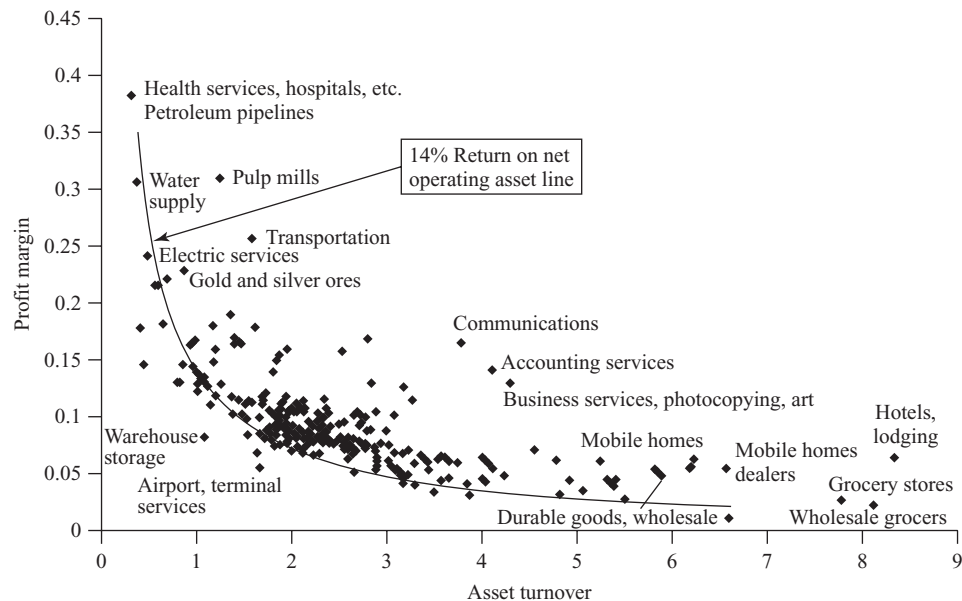 0.45
0.4
0.35
0.3
0.25
0.2
0.15
0.1
0.05
0
Profit margin
Health services, hospitals, etc.
Petroleum pipelines
14% Return on net
operating asset line
Water
supply
Pulp mills
Transportation
Electric services
Gold and silver ores
Communications
Accounting services
Business services, photocopying, art
Hotels,
lodging
Warehouse
storage
Mobile homes
Mobile homes
dealers
Airport, terminal
services
Grocery stores
Durable goods, wholesale
Wholesale grocers
0 1 2 3 4 5 6 7 8 9
Asset turnover